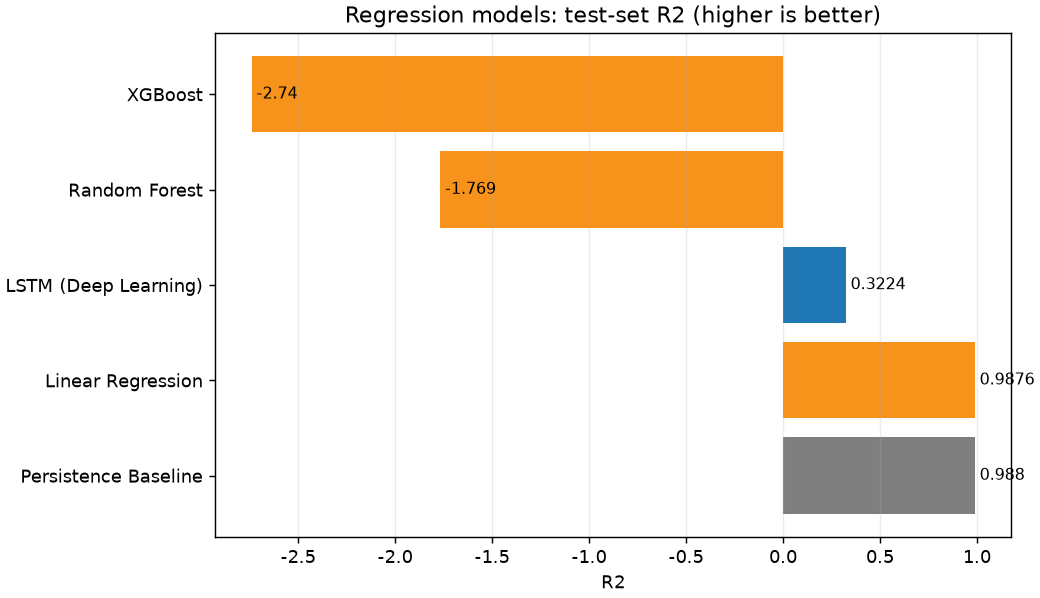 Regression models: test-set R2 (higher is better)
XGBoost
-2.74
Random Forest
-1.769
LSTM (Deep Learning)
0.3224
Linear Regression
0.9876
Persistence Baseline
0.988
-2.5 -2.0 -1.5 -1.0 -0.5 0.0 0.5 1.0
R2